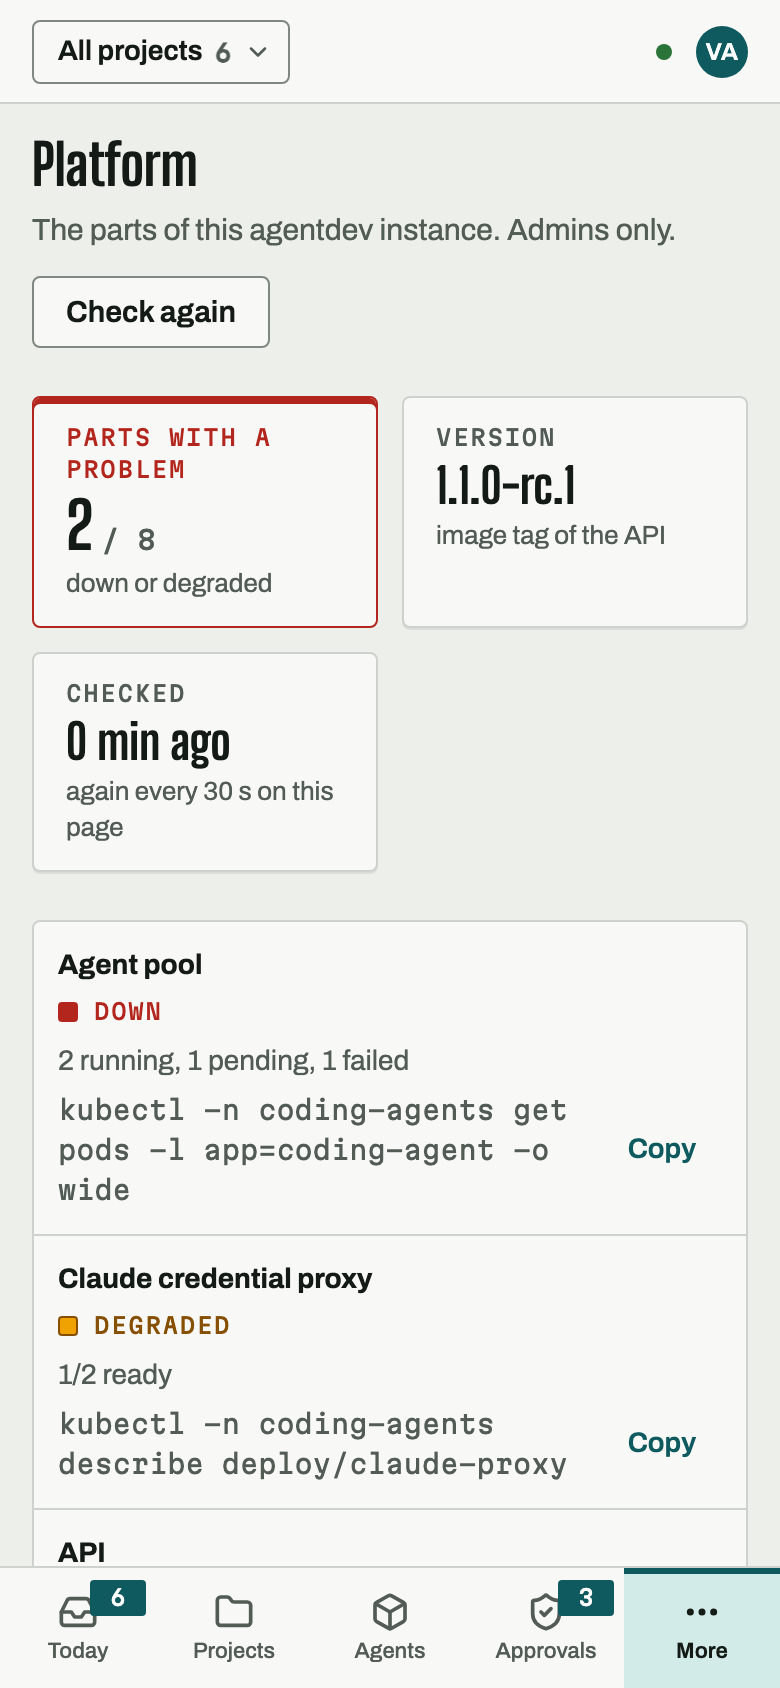 All projects 6
VA
Platform
The parts of this agentdev instance. Admins only.
Check again
PARTS WITH A
PROBLEM
2 / 8
down or degraded
VERSION
1.1.0-rc.1
image tag of the API
CHECKED
0 min ago
again every 30 s on this
page
Agent pool
DOWN
2 running, 1 pending, 1 failed
kubectl -n coding-agents get
pods -l app=coding-agent -o
wide
Copy
Claude credential proxy
DEGRADED
1/2 ready
kubectl -n coding-agents
describe deploy/claude-proxy
Copy
API
6
Today
Projects
Agents
3
Approvals
More